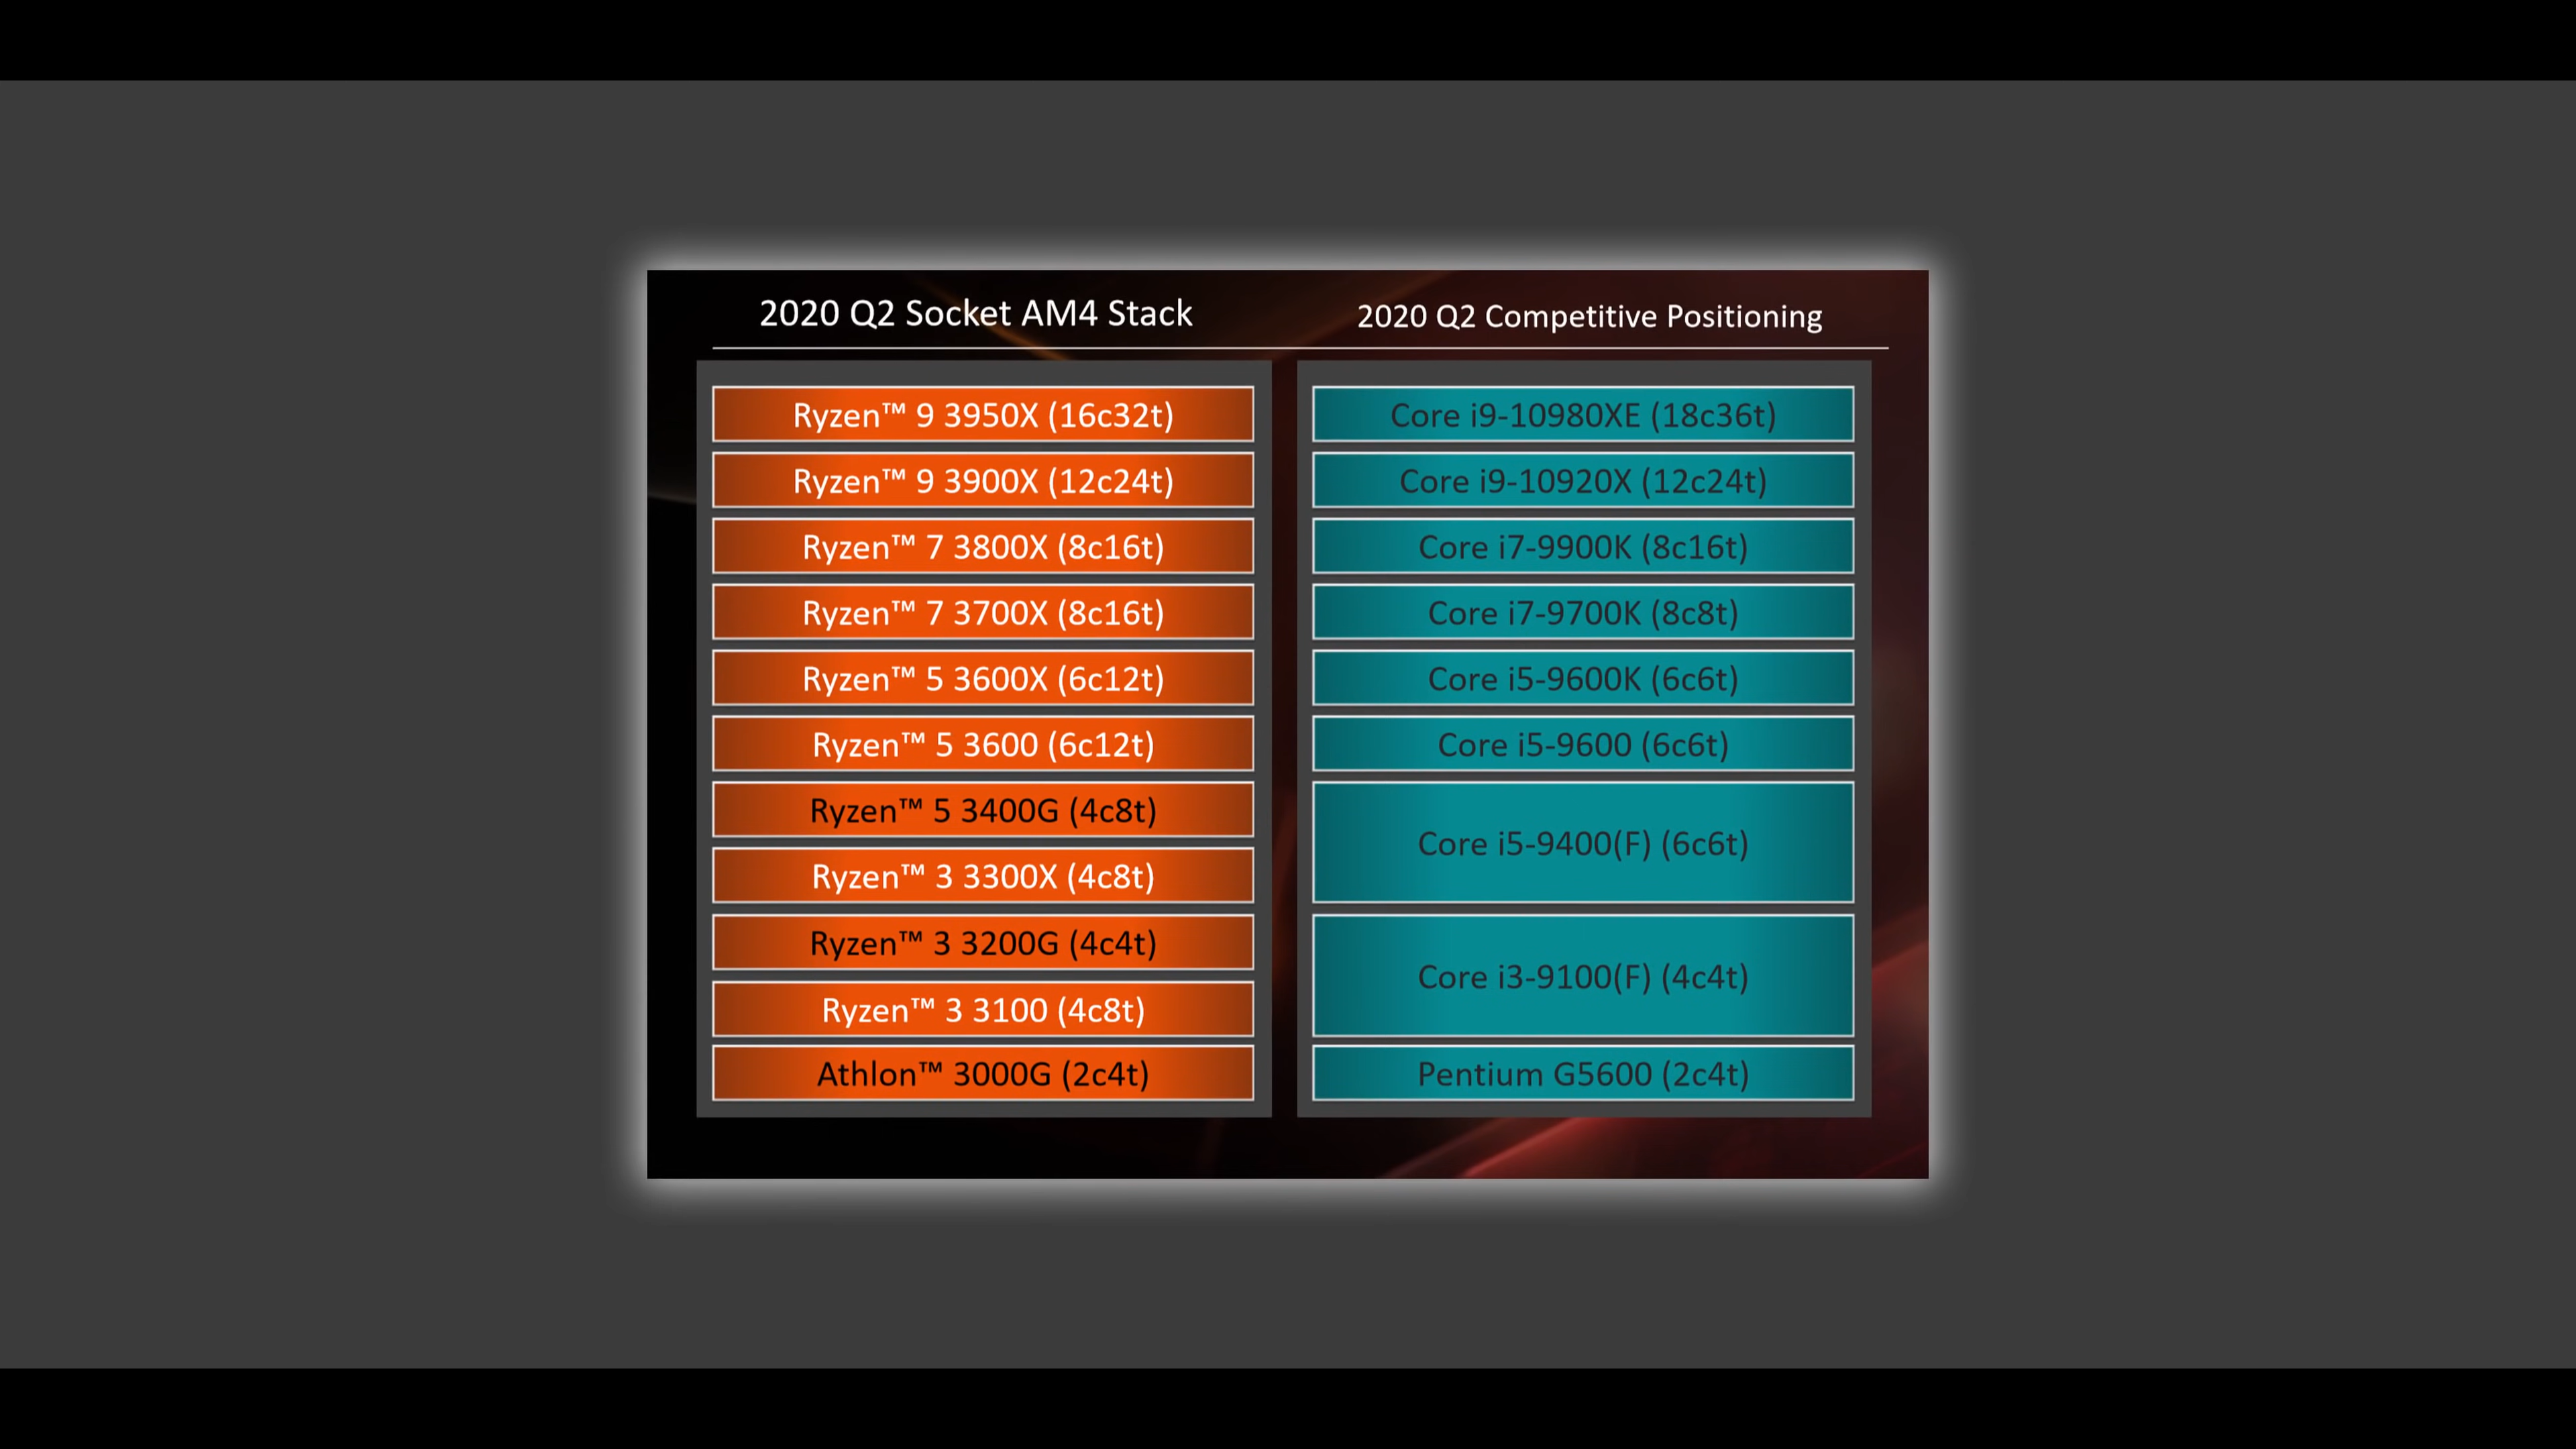 2020 Q2 Socket AM4 Stack
2020 Q2 Competitive Positioning
Ryzen™ 9 3950X (16c32t)
Core i9-10980XE (18c36t)
Ryzen™ 9 3900X (12c24t)
Core i9-10920X (12c24t)
Ryzen™ 7 3800X (8c16t)
Core i7-9900K (8c16t)
Ryzen™ 7 3700X (8c16t)
Core i7-9700K (8c8t)
Ryzen™ 5 3600X (6c12t)
Core i5-9600K (6c6t)
Ryzen™ 5 3600 (6c12t)
Core i5-9600 (6c6t)
Ryzen™ 5 3400G (4c8t)
Core i5-9400(F) (6c6t)
Ryzen™ 3 3300X (4c8t)
Ryzen™ 3 3200G (4c4t)
Core i3-9100(F) (4c4t)
Ryzen™ 3 3100 (4c8t)
Athlon™ 3000G (2c4t)
Pentium G5600 (2c4t)